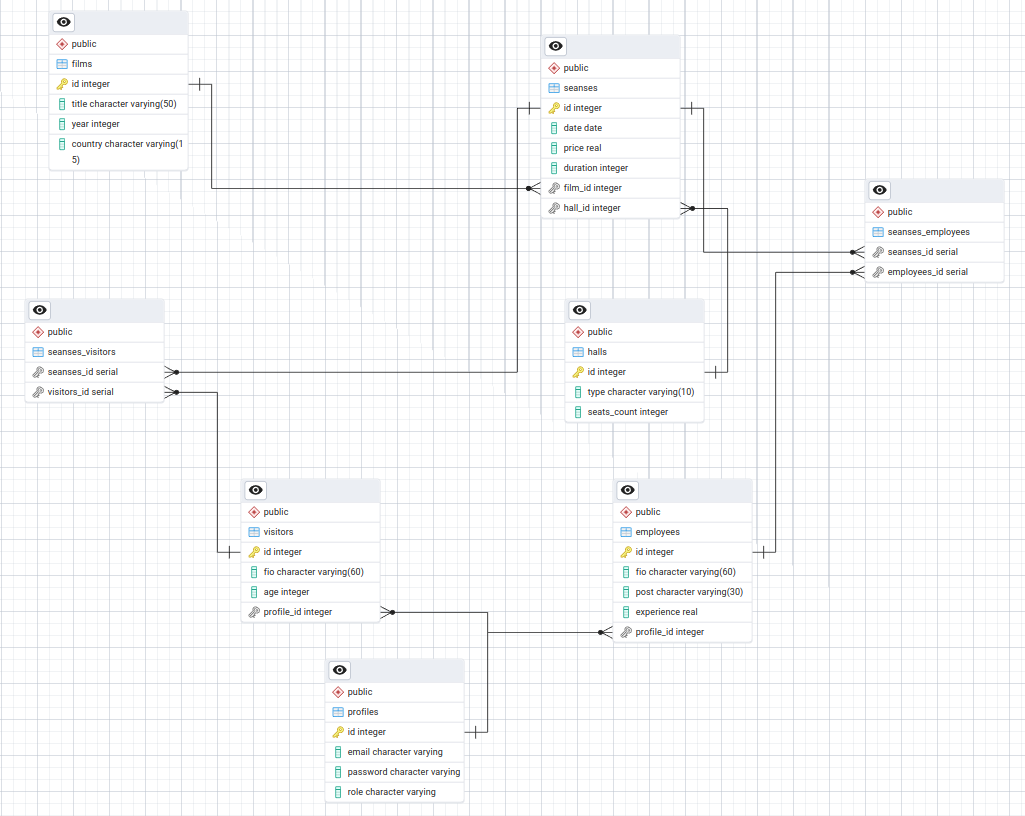 public
films
id integer
title character varying(50)
year integer
country character varying(1
5)
public
seanses
id integer
date date
price real
duration integer
film_id integer
hall_id integer
public
seanses_employees
seanses_id serial
employees_id serial
public
seanses_visitors
seanses_id serial
visitors_id serial
public
halls
id integer
type character varying(10)
seats_count integer
public
visitors
id integer
fio character varying(60)
age integer
profile_id integer
public
employees
id integer
fio character varying(60)
post character varying(30)
experience real
profile_id integer
public
profiles
id integer
email character varying
password character varying
role character varying